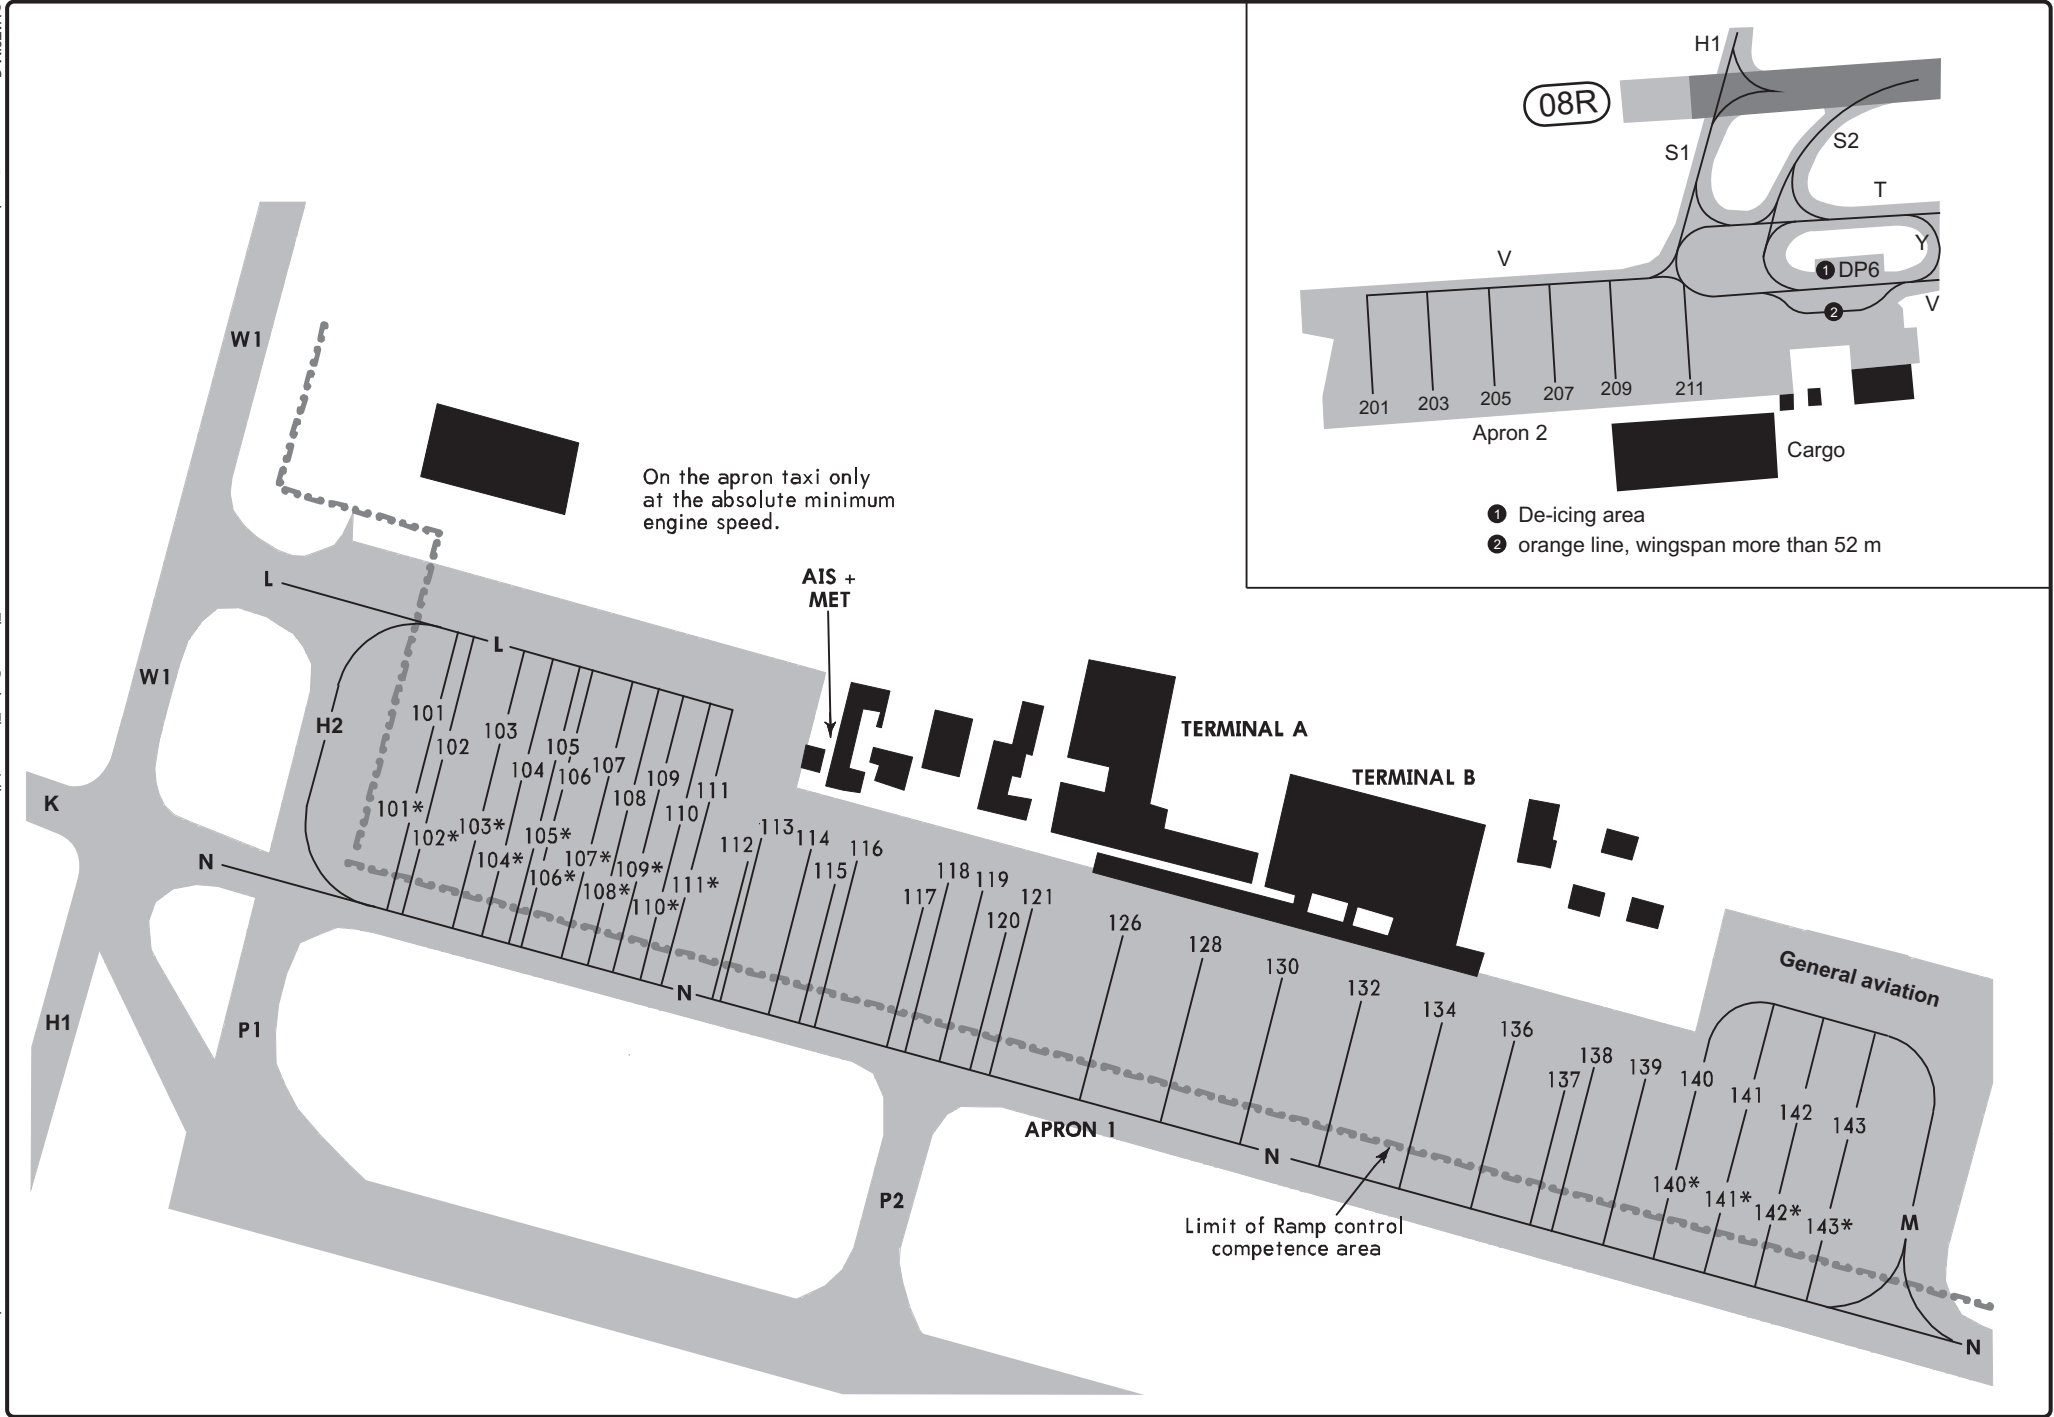 H1
08R
S1
S2
T
Y
V
1 DP6
V
2
201
203
205
207
209
211
Apron 2
Cargo
1 De-icing area
2 orange line, wingspan more than 52 m
W1
On the apron taxi only
at the absolute minimum
engine speed.
AIS +
MET
L
L
W1
H2
K
N
101
102
103
104
105
106
107
108
109
110
111
101*
102*
103*
104*
105*
106*
107*
108*
109*
110*
111*
112
113
114
115
116
117
118
119
120
121
126
128
130
132
134
136
137
138
139
140
141
142
143
140*
141*
142*
143*
TERMINAL A
TERMINAL B
General aviation
N
H1
P1
APRON 1
N
P2
Limit of Ramp control
competence area
M
N